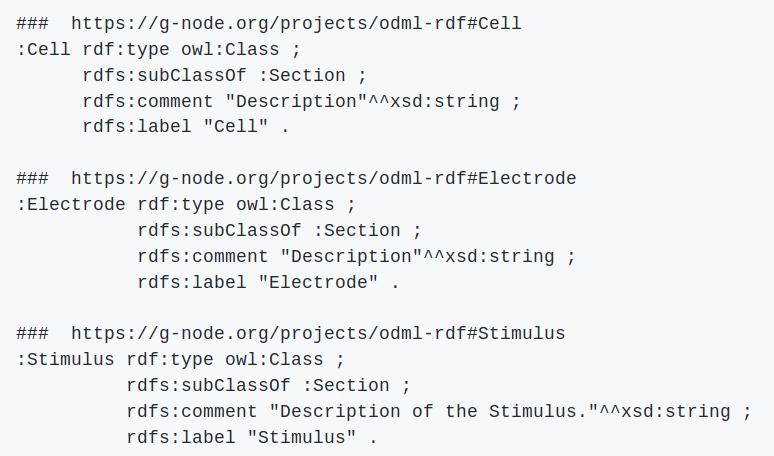 ###  https://g-node.org/projects/odml-rdf#Cell
:Cell rdf:type owl:Class ;
      rdfs:subClassOf :Section ;
      rdfs:comment "Description"^^xsd:string ;
      rdfs:label "Cell" .

###  https://g-node.org/projects/odml-rdf#Electrode
:Electrode rdf:type owl:Class ;
           rdfs:subClassOf :Section ;
           rdfs:comment "Description"^^xsd:string ;
           rdfs:label "Electrode" .

###  https://g-node.org/projects/odml-rdf#Stimulus
:Stimulus rdf:type owl:Class ;
          rdfs:subClassOf :Section ;
          rdfs:comment "Description of the Stimulus."^^xsd:string ;
          rdfs:label "Stimulus" .